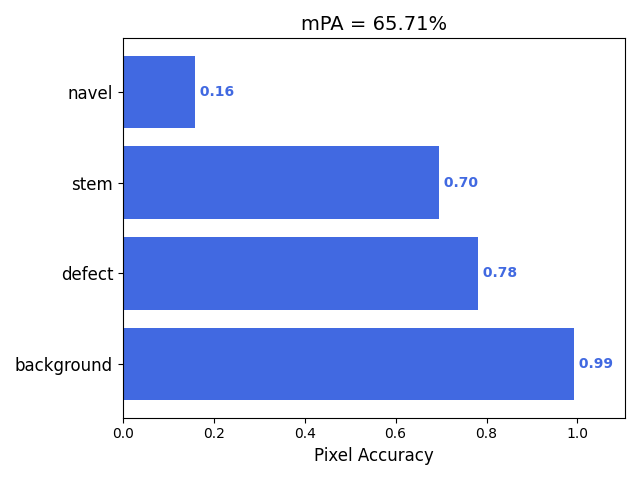 mPA = 65.71%
navel
0.16
stem
0.70
defect
0.78
background
0.99
0.0 0.2 0.4 0.6 0.8 1.0
Pixel Accuracy